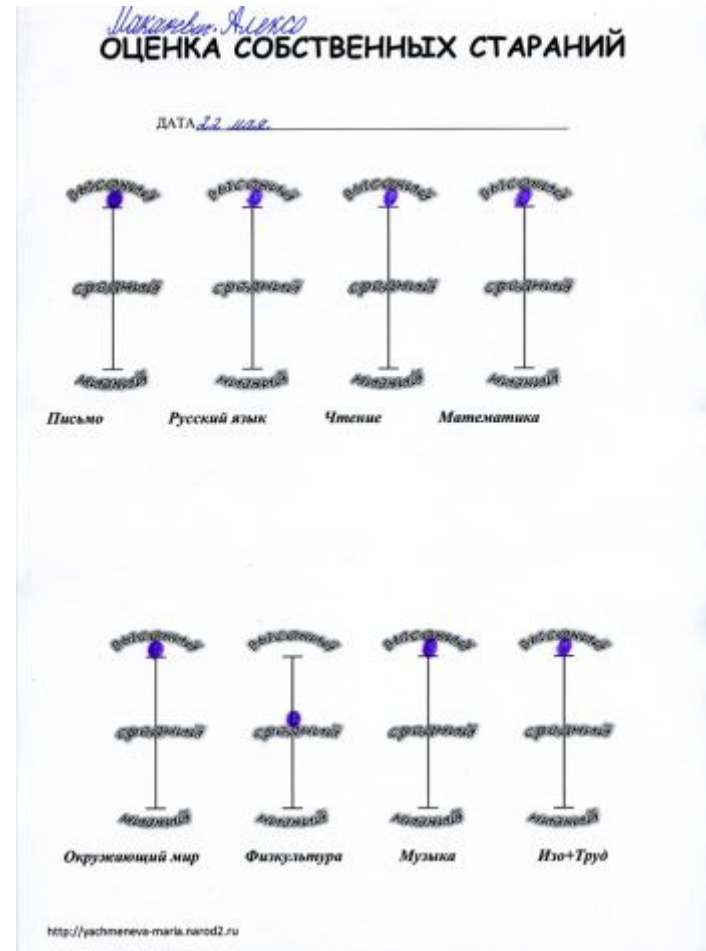 Алексо
ОЦЕНКА СОБСТВЕННЫХ СТАРАНИЙ
ДАТА 22 мая.
высокий высокий высокий высокий
средний средний средний средний
низкий низкий низкий низкий
Письмо Русский язык Чтение Математика
высокий высокий высокий высокий
средний средний средний средний
низкий низкий низкий низкий
Окружающий мир Физкультура Музыка Изо+Труд
http://yachmeneva-maria.narod2.ru